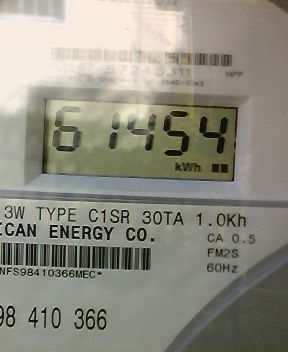 61454
kWh
3W TYPE C1SR 30TA 1.0Kh
ICAN ENERGY CO.
CA 0.5
FM2S
60Hz
NFS98410366MEC*
98 410 366